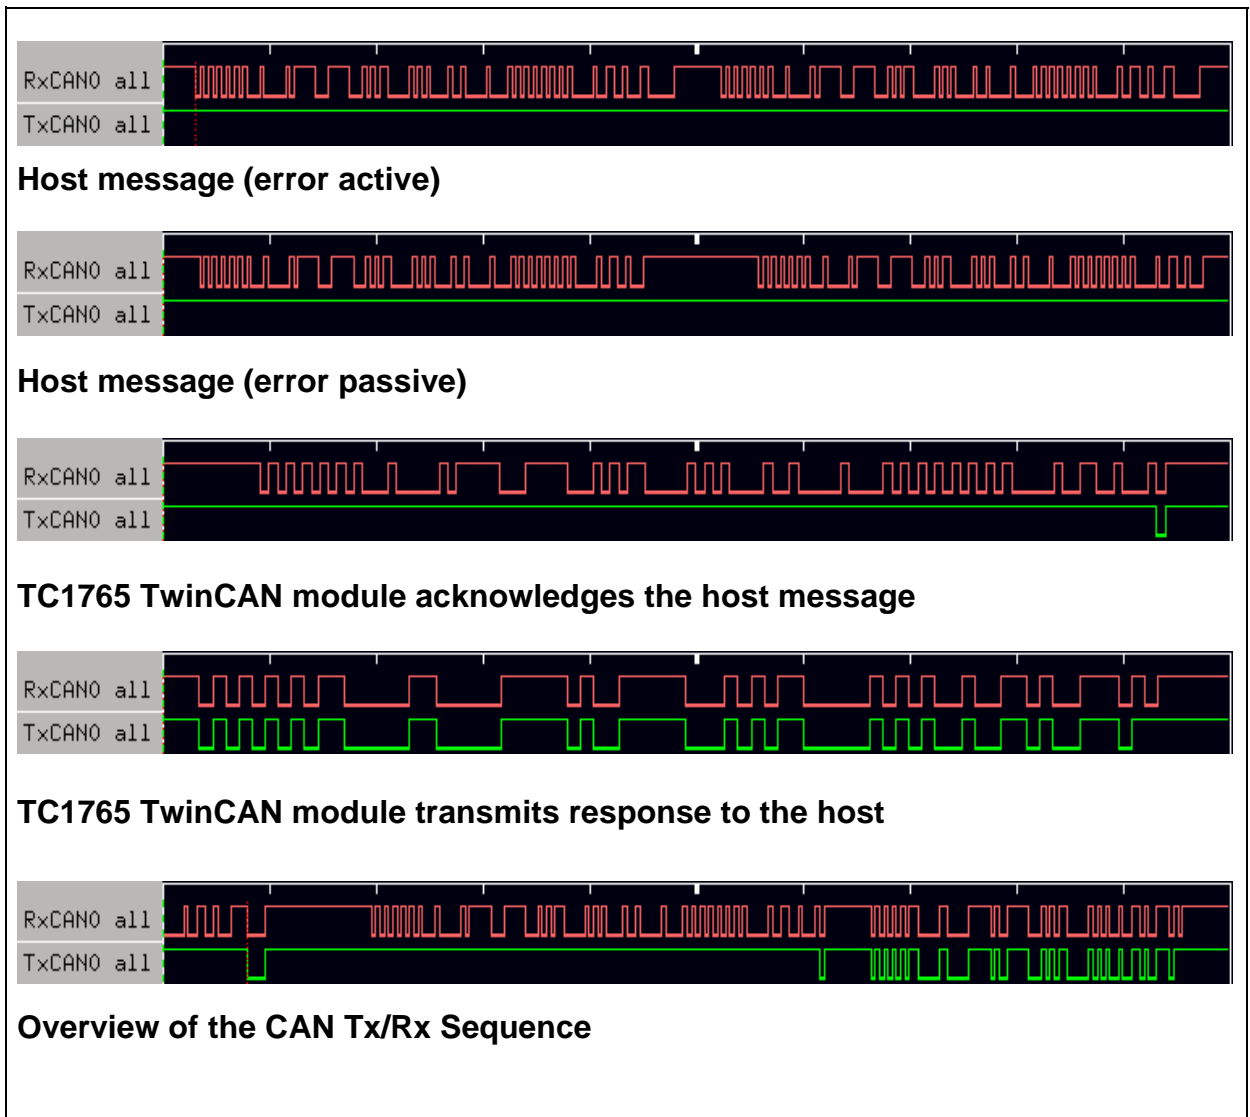 RxCAN0 all
TxCAN0 all
Host message (error active)
RxCAN0 all
TxCAN0 all
Host message (error passive)
RxCAN0 all
TxCAN0 all
TC1765 TwinCAN module acknowledges the host message
RxCAN0 all
TxCAN0 all
TC1765 TwinCAN module transmits response to the host
RxCAN0 all
TxCAN0 all
Overview of the CAN Tx/Rx Sequence